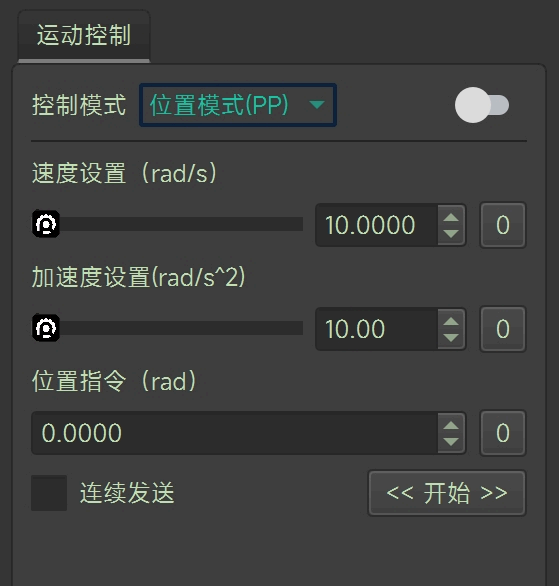 运动控制
控制模式 位置模式(PP)
速度设置（rad/s）
10.0000 0
加速度设置(rad/s^2)
10.00 0
位置指令（rad）
0.0000 0
连续发送 << 开始 >>